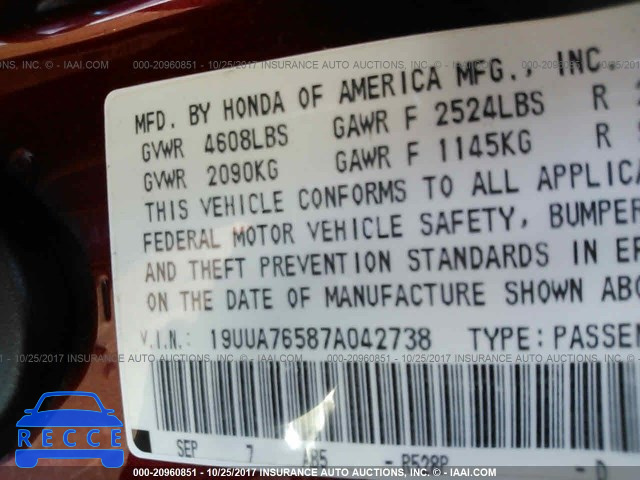 000-20960851 - 10/25/2017 INSURANCE AUTO AUCTIONS, INC. - © - IAAI.COM
MFD. BY HONDA OF AMERICA MFG., INC.
GVWR 4608LBS GAWR F 2524LBS R
GVWR 2090KG GAWR F 1145KG R
THIS VEHICLE CONFORMS TO ALL APPLICA
FEDERAL MOTOR VEHICLE SAFETY, BUMPER
AND THEFT PREVENTION STANDARDS IN EF
ON THE DATE OF MANUFACTURE SHOWN ABO
V.I.N.: 19UUA76587A042738 TYPE:PASSEN
SEP 7 AB5 - R528P - D
RECCE
000-20960851 - 10/25/2017 INSURANCE AUTO AUCTIONS, INC. - © - IAAI.COM